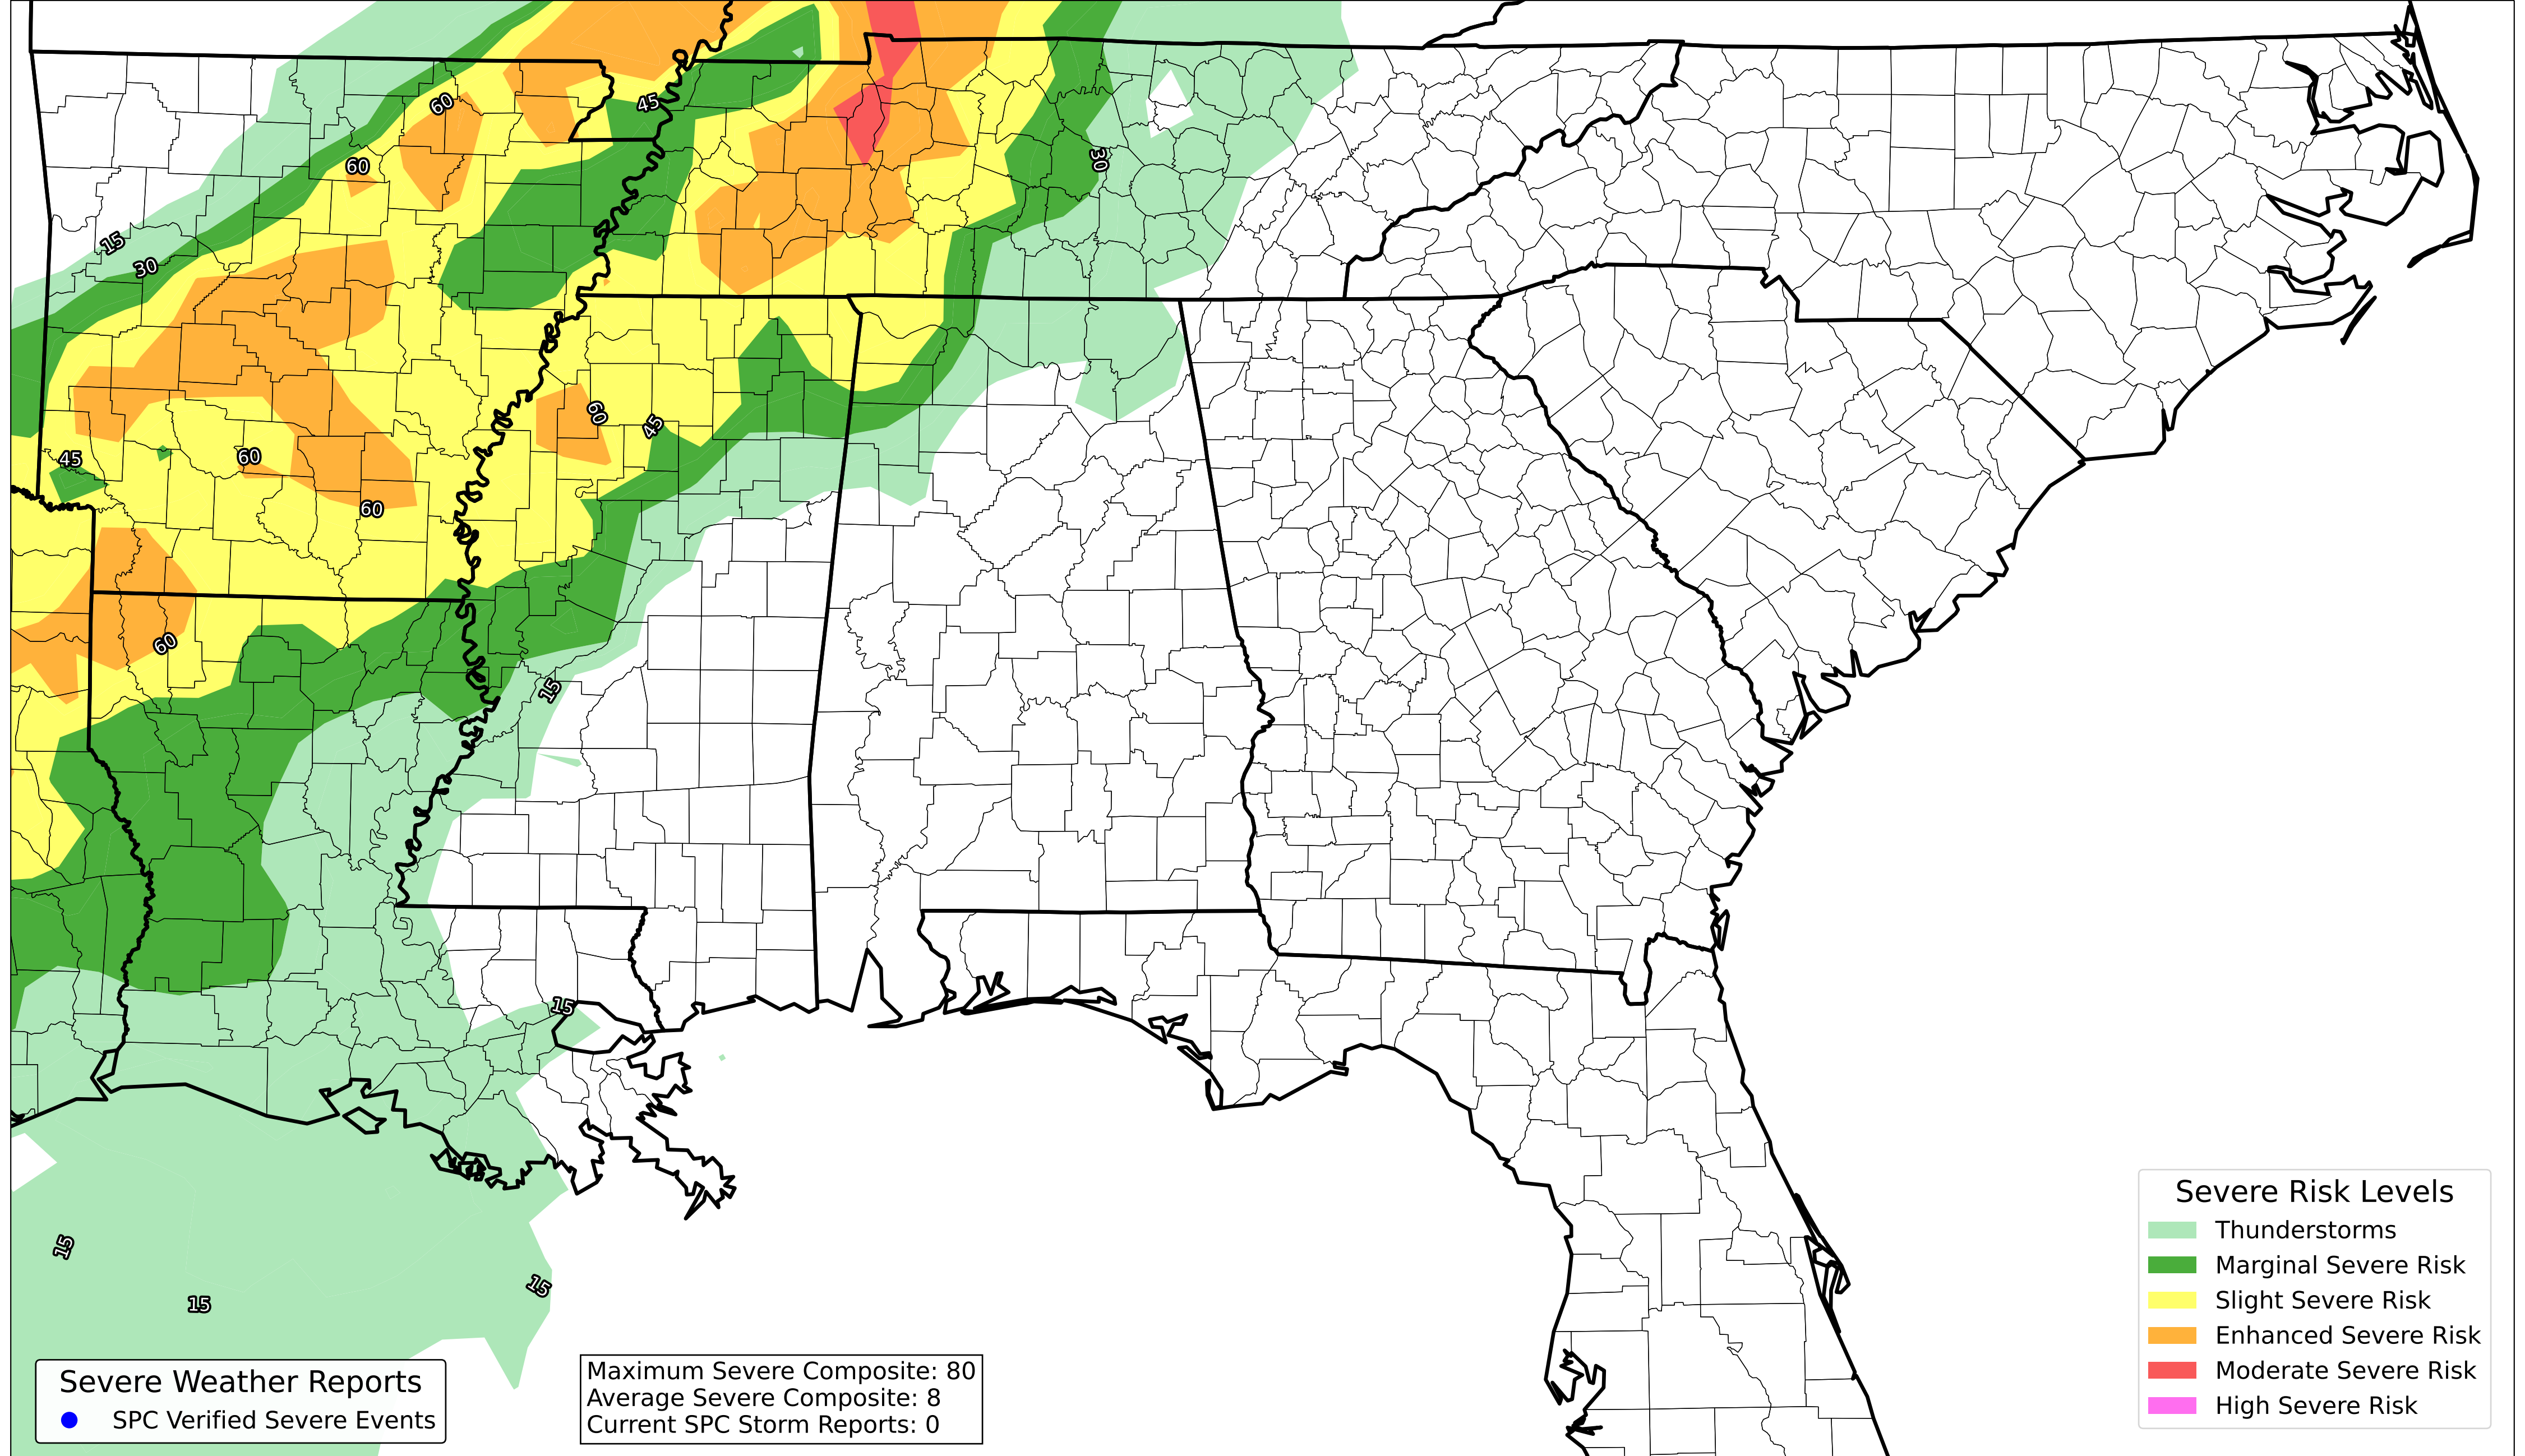 60
45
60
30
15
30
60
45
45
60
60
60
15
15
15
15
15
Severe Risk Levels
Thunderstorms
Marginal Severe Risk
Slight Severe Risk
Enhanced Severe Risk
Moderate Severe Risk
High Severe Risk
Severe Weather Reports
SPC Verified Severe Events
Maximum Severe Composite: 80
Average Severe Composite: 8
Current SPC Storm Reports: 0